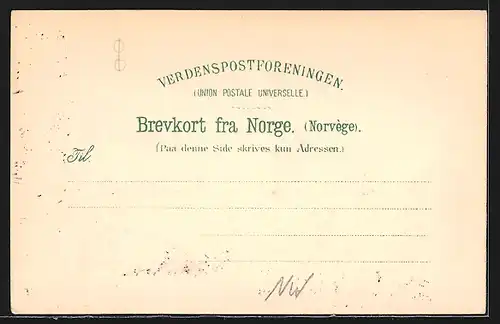 VERDENSPOSTFORENINGEN.
(UNION POSTALE UNIVERSELLE.)
Brevkort fra Norge. (Norvège).
(Paa denne Side skrives kun Adressen.)
Til